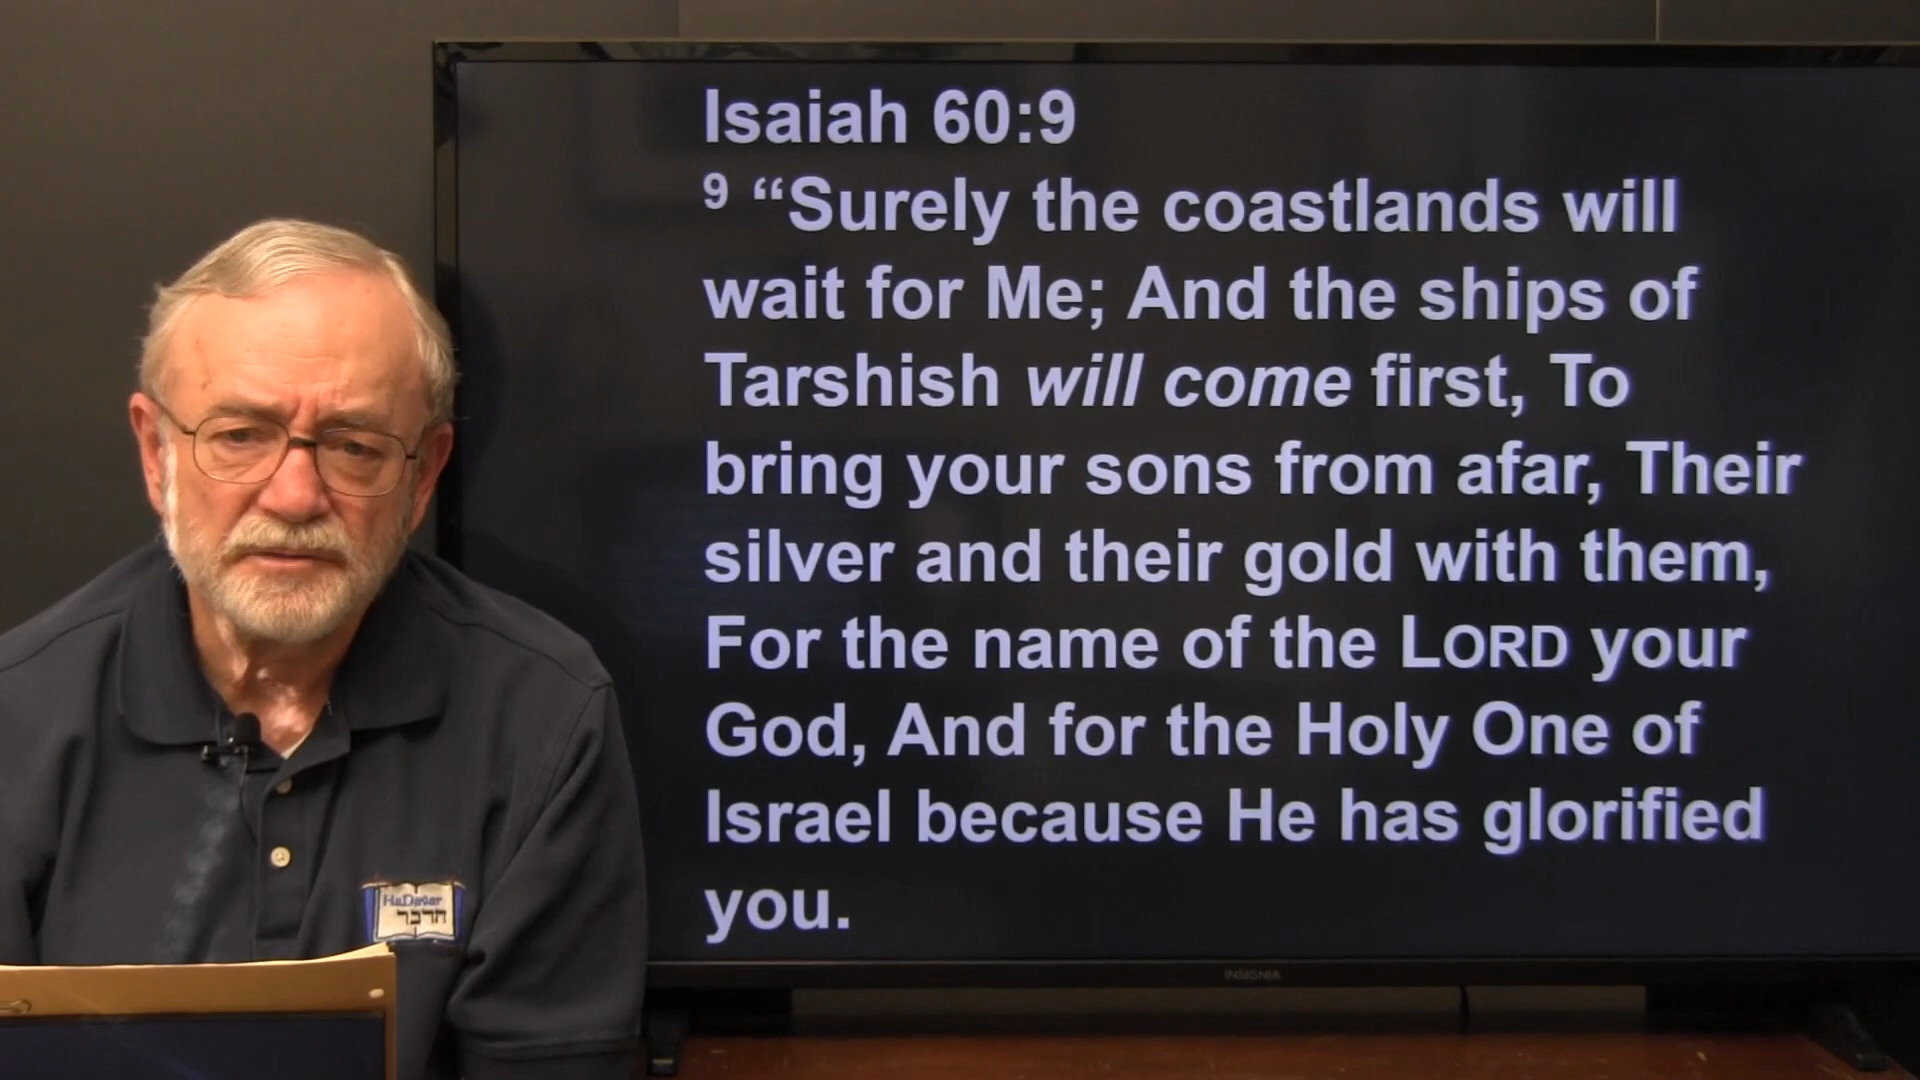 Isaiah 60:9
9 “Surely the coastlands will
wait for Me; And the ships of
Tarshish will come first, To
bring your sons from afar, Their
silver and their gold with them,
For the name of the LORD your
God, And for the Holy One of
Israel because He has glorified
you.
INSIGNIA
HaDavar
הדבר